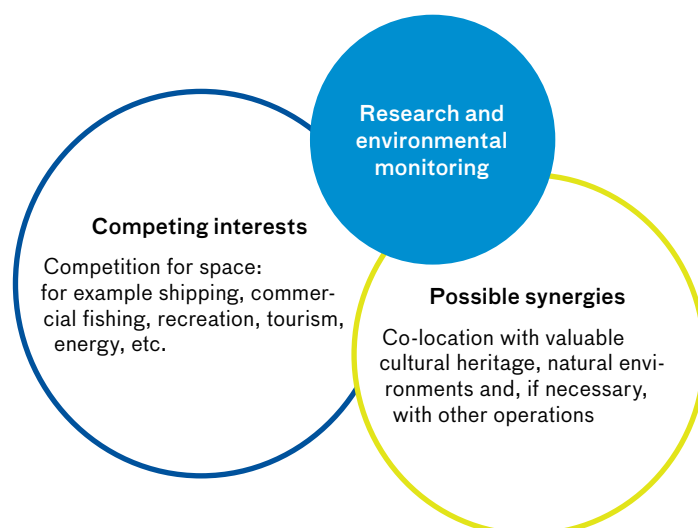 Research and
environmental
monitoring
Competing interests
Competition for space:
for example shipping, commer-
cial fishing, recreation, tourism,
energy, etc.
Possible synergies
Co-location with valuable
cultural heritage, natural envi-
ronments and, if necessary,
with other operations